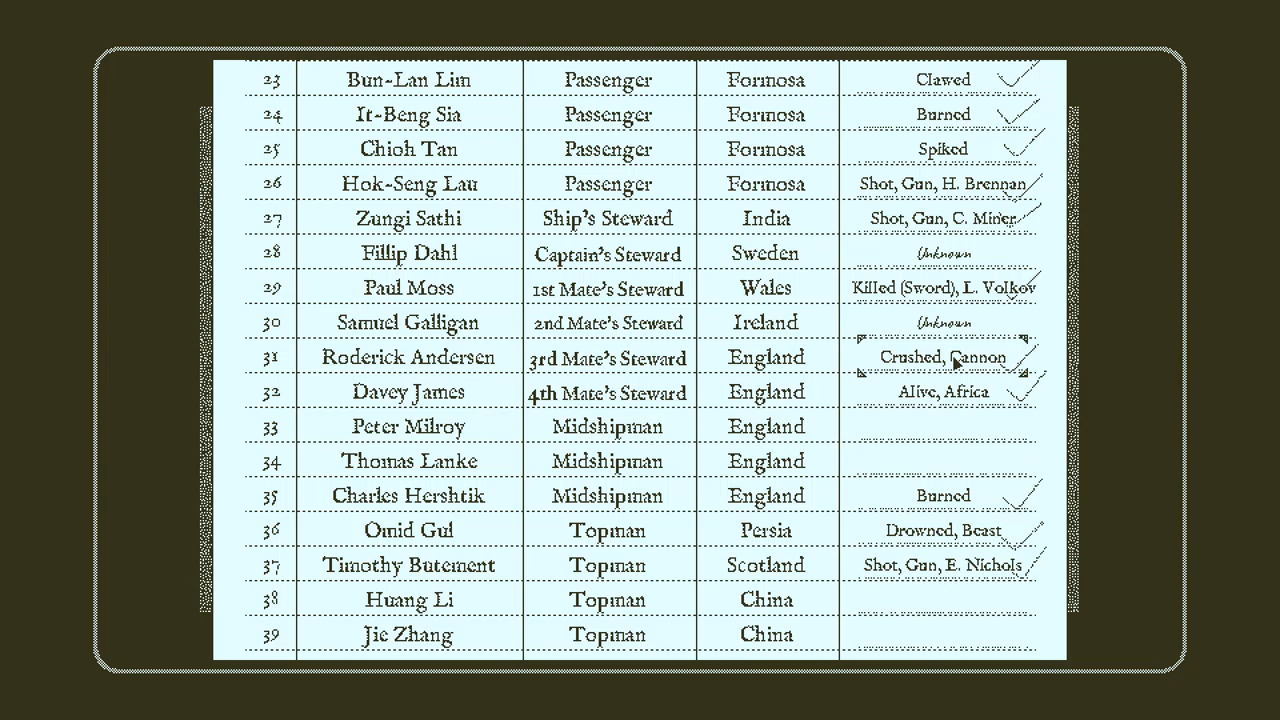 23 Bun-Lan Lim Passenger Formosa Clawed
24 It-Beng Sia Passenger Formosa Burned
25 Chioh Tan Passenger Formosa Spiked
26 Hok-Seng Lau Passenger Formosa Shot, Gun, H. Brennan
27 Zungi Sathi Ship's Steward India Shot, Gun, C. Miner
28 Fillip Dahl Captain's Steward Sweden Unknown
29 Paul Moss 1st Mate's Steward Wales Killed (Sword), L. Volkov
30 Samuel Galligan 2nd Mate's Steward Ireland Unknown
31 Roderick Andersen 3rd Mate's Steward England Crushed, Cannon
32 Davey James 4th Mate's Steward England Alive, Africa
33 Peter Milroy Midshipman England
34 Thomas Lanke Midshipman England
35 Charles Hershtik Midshipman England Burned
36 Omid Gul Topman Persia Drowned, Beast
37 Timothy Butement Topman Scotland Shot, Gun, E. Nichols
38 Huang Li Topman China
39 Jie Zhang Topman China